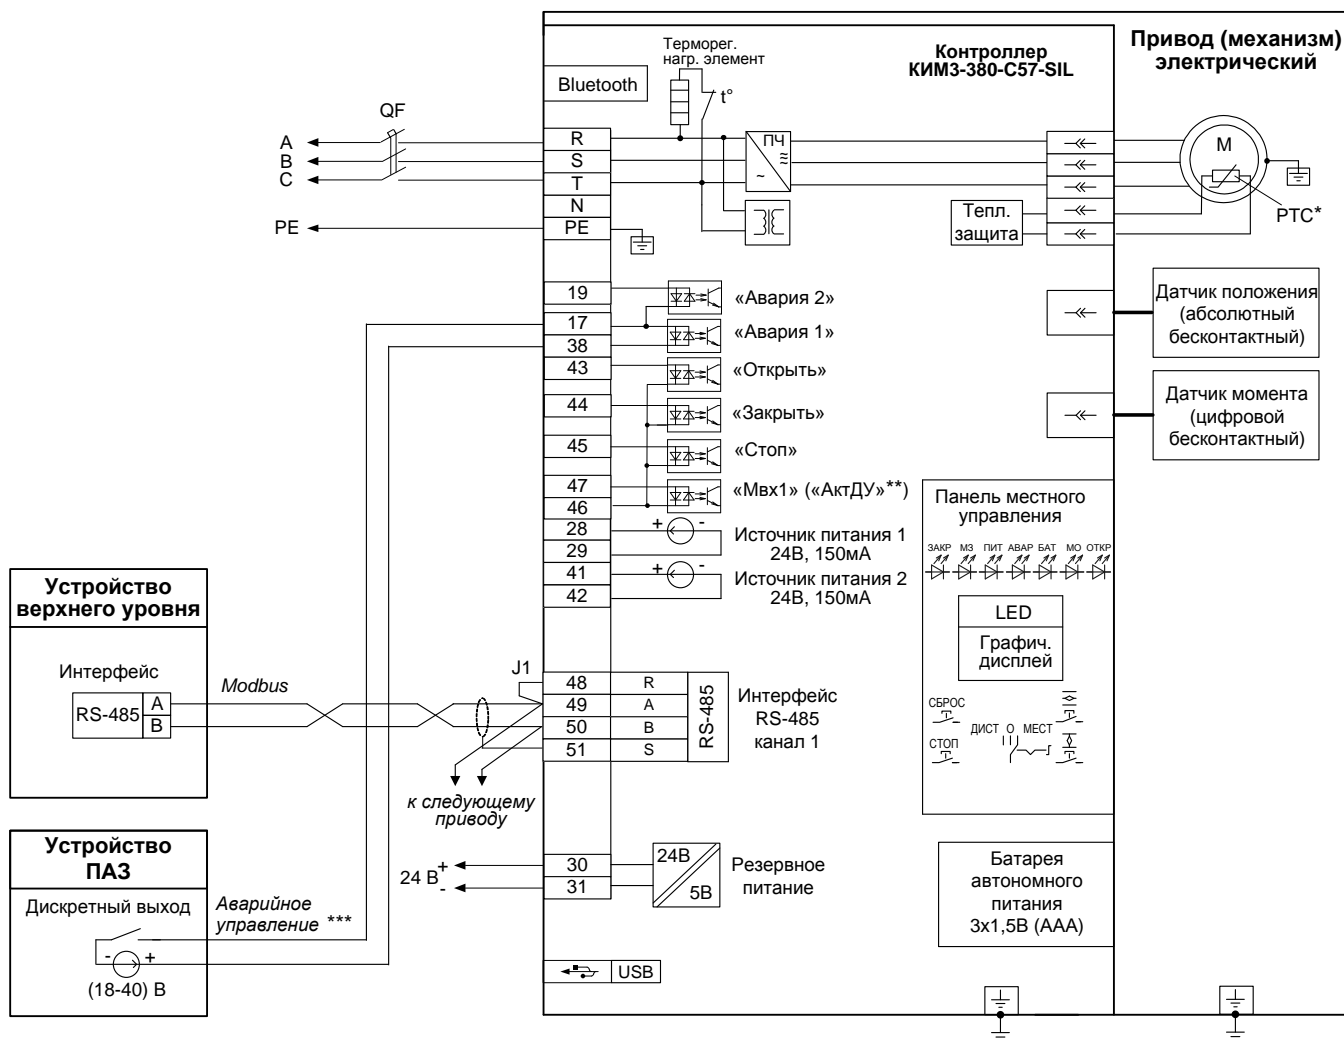 Привод (механизм)
электрический
Контроллер
КИМ3-380-С57-SIL
Терморег.
нагр. элемент
t°
Bluetooth
QF
A
B
C
PE
R
S
T
N
PE
ПЧ
~
M
PTC*
Тепл.
защита
19
17
38
43
44
45
47
46
28
29
41
42
«Авария 2»
«Авария 1»
«Открыть»
«Закрыть»
«Стоп»
«Мвх1» («АктДУ»**)
+ -
Источник питания 1
24В, 150мА
+ -
Источник питания 2
24В, 150мА
Датчик положения
(абсолютный
бесконтактный)
Датчик момента
(цифровой
бесконтактный)
Панель местного
управления
ЗАКР МЗ ПИТ АВАР БАТ МО ОТКР
LED
Графич.
дисплей
СБРОС
СТОП
ДИСТ О МЕСТ
Устройство
верхнего уровня
Интерфейс
RS-485
A
B
Modbus
J1
48 R
49 A
50 B
51 S
RS-485
Интерфейс
RS-485
канал 1
к следующему
приводу
Устройство
ПАЗ
Дискретный выход
- +
(18-40) В
Аварийное
управление ***
24 В
+
-
30
31
24В
5В
Резервное
питание
Батарея
автономного
питания
3х1,5В (ААА)
USB